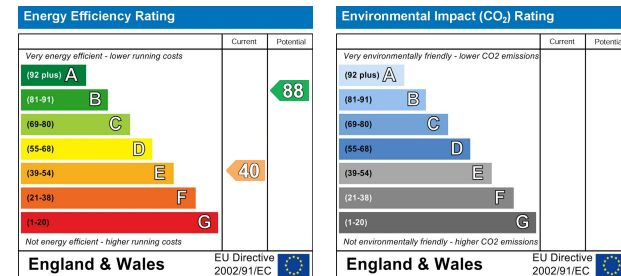 Energy Efficiency Rating
Current Potential
Very energy efficient - lower running costs
(92 plus) A
(81-91) B
(69-80) C
(55-68) D
(39-54) E
(21-38) F
(1-20) G
88
40
Not energy efficient - higher running costs
England & Wales
EU Directive
2002/91/EC
Environmental Impact (CO2) Rating
Current Potentia
Very environmentally friendly - lower CO2 emissions
(92 plus) A
(81-91) B
(69-80) C
(55-68) D
(39-54) E
(21-38) F
(1-20) G
Not environmentally friendly - higher CO2 emissions
England & Wales
EU Directive
2002/91/EC